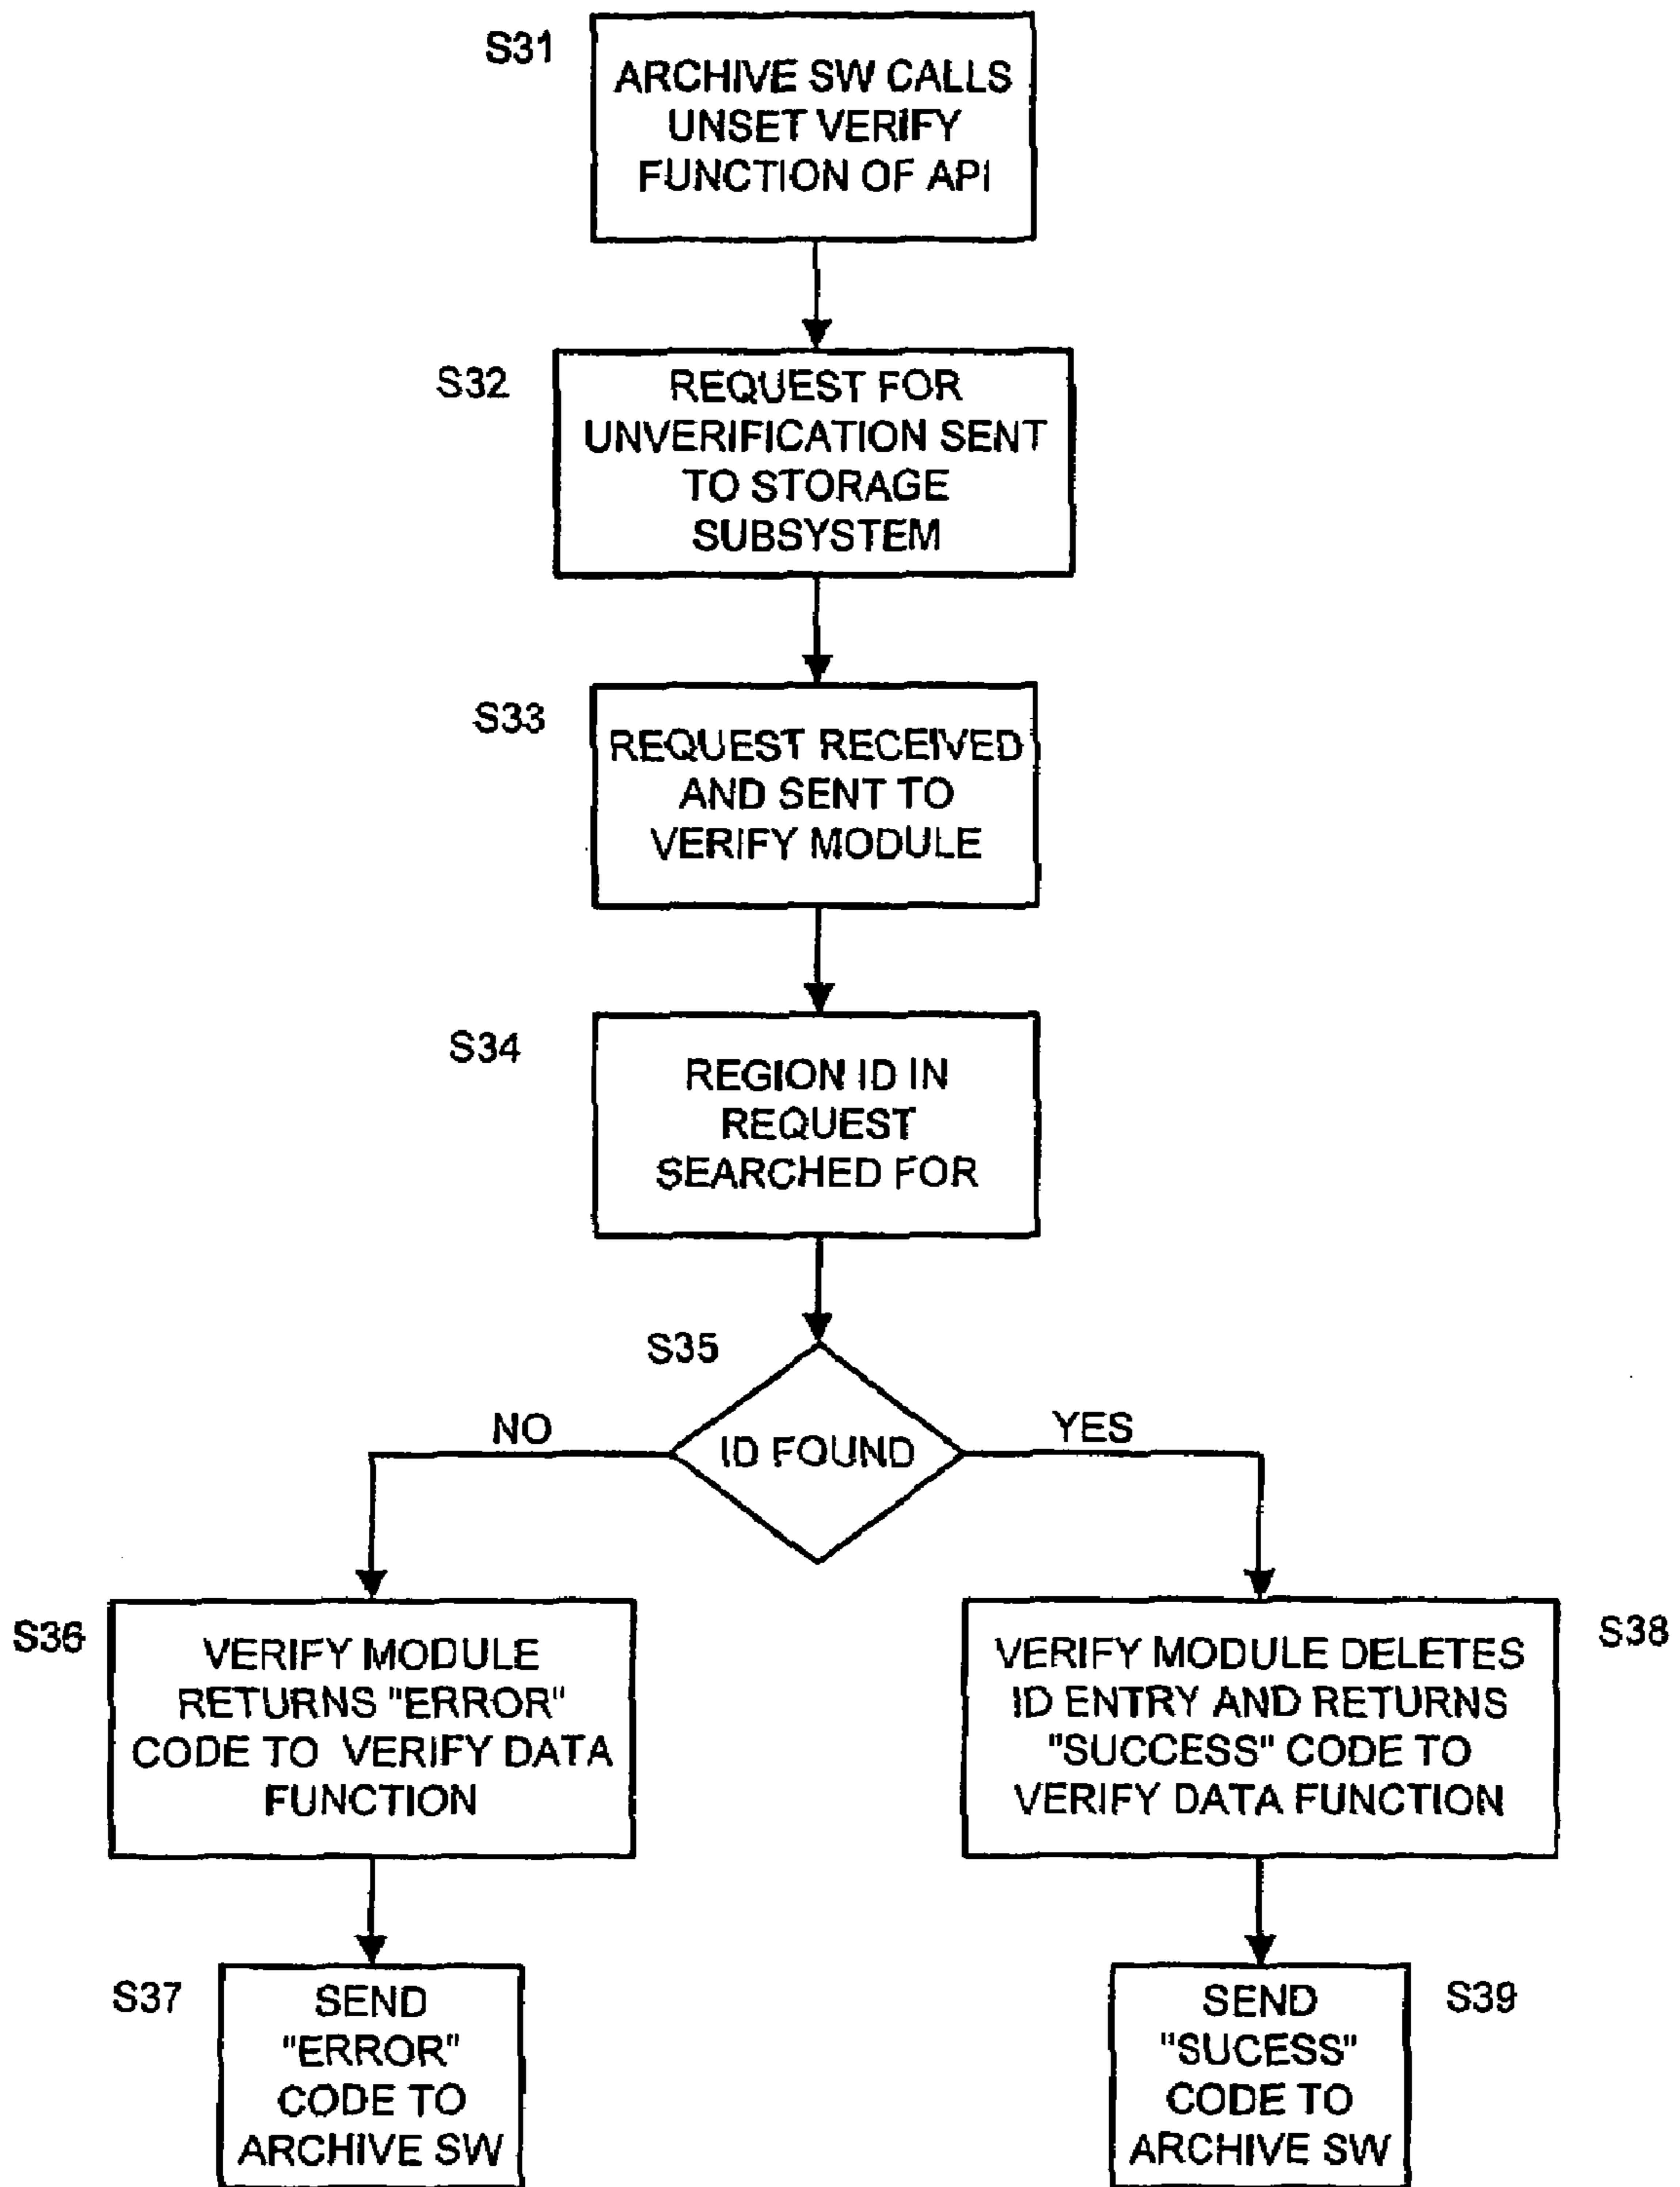 S31
ARCHIVE SW CALLS
UNSET VERIFY
FUNCTION OF API
S32
REQUEST FOR
UNVERIFICATION SENT
TO STORAGE
SUBSYSTEM
S33
REQUEST RECEIVED
AND SENT TO
VERIFY MODULE
S34
REGION ID IN
REQUEST
SEARCHED FOR
S35
NO
ID FOUND
YES
S36
VERIFY MODULE
RETURNS "ERROR"
CODE TO VERIFY DATA
FUNCTION
S38
VERIFY MODULE DELETES
ID ENTRY AND RETURNS
"SUCCESS" CODE TO
VERIFY DATA FUNCTION
S37
SEND
"ERROR"
CODE TO
ARCHIVE SW
S39
SEND
"SUCESS"
CODE TO
ARCHIVE SW